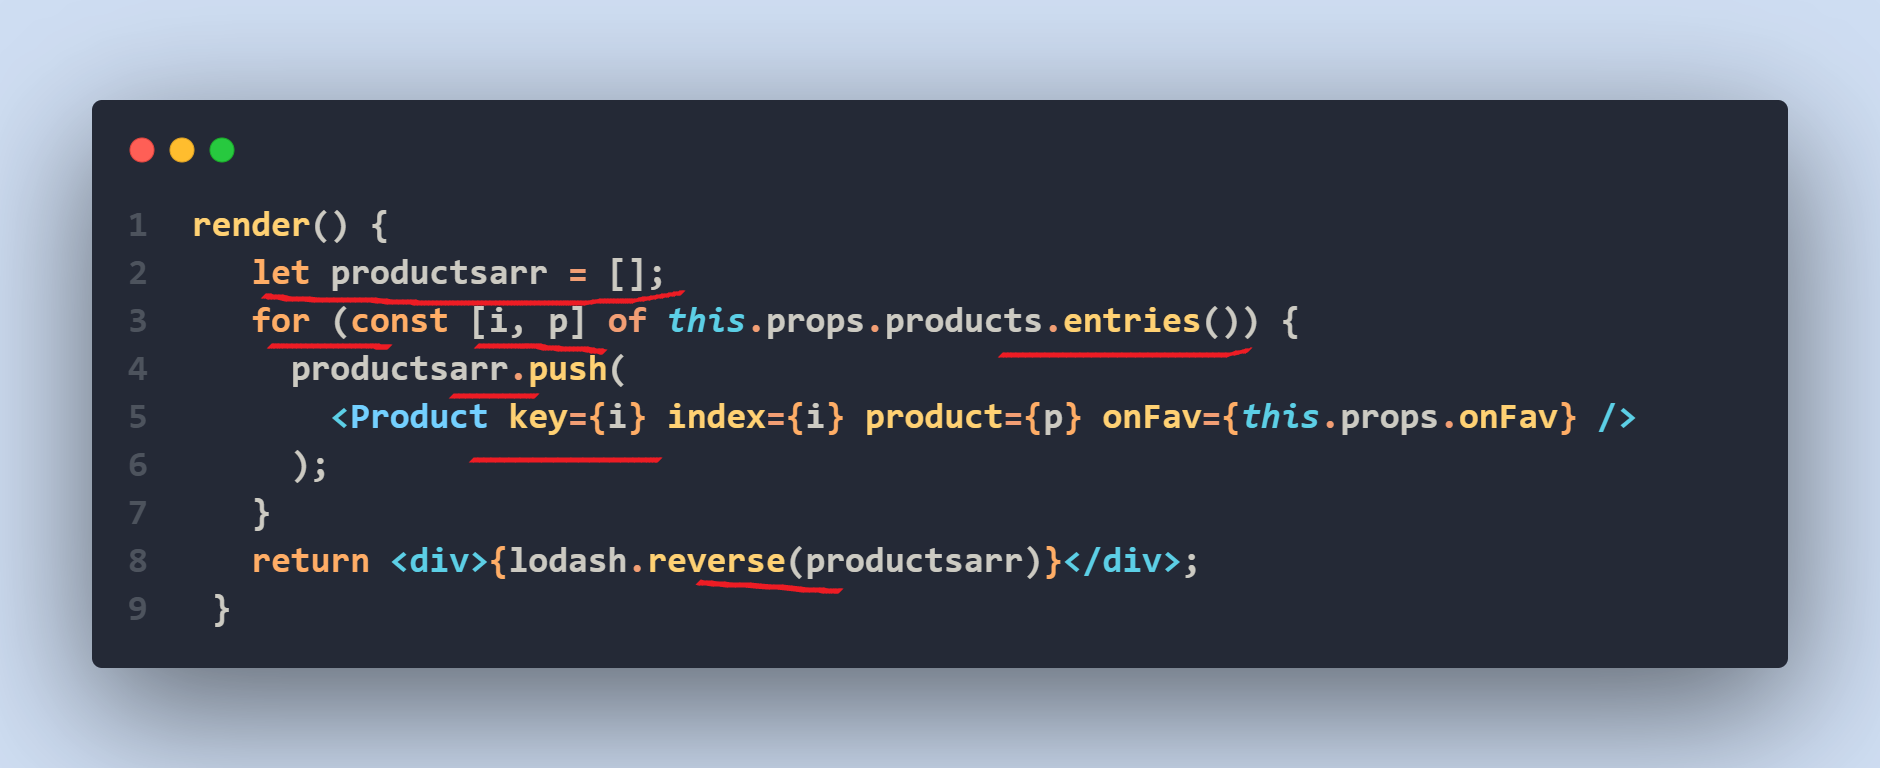 1 render() {
2 let productsarr = [];
3 for (const [i, p] of this.props.products.entries()) {
4 productsarr.push(
5 <Product key={i} index={i} product={p} onFav={this.props.onFav} />
6 );
7 }
8 return <div>{lodash.reverse(productsarr)}</div>;
9 }